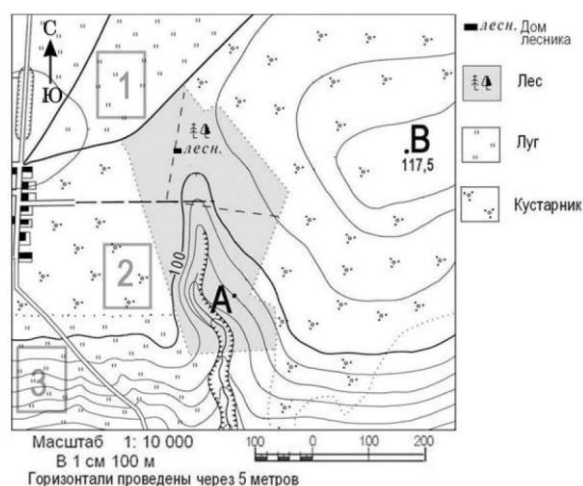 С
Ю
1
лесн.
B
117,5
100
2
A
3
лесн. Дом
лесника
Лес
Луг
Кустарник
Масштаб 1: 10 000
В 1 см 100 м
100 0 100 200
Горизонтали проведены через 5 метров